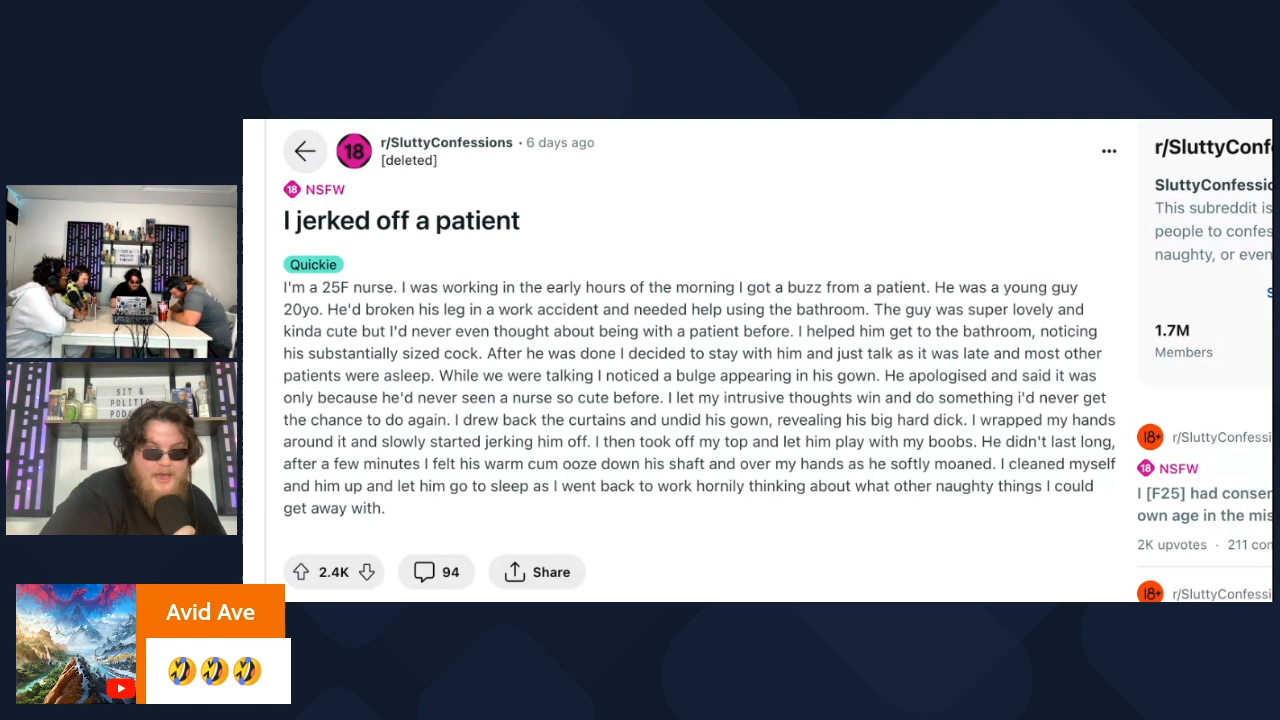 r/SluttyConfessions • 6 days ago
[deleted]
18 NSFW
I jerked off a patient
Quickie
I'm a 25F nurse. I was working in the early hours of the morning I got a buzz from a patient. He was a young guy
20yo. He'd broken his leg in a work accident and needed help using the bathroom. The guy was super lovely and
kinda cute but I'd never even thought about being with a patient before. I helped him get to the bathroom, noticing
his substantially sized cock. After he was done I decided to stay with him and just talk as it was late and most other
patients were asleep. While we were talking I noticed a bulge appearing in his gown. He apologised and said it was
only because he'd never seen a nurse so cute before. I let my intrusive thoughts win and do something i'd never get
the chance to do again. I drew back the curtains and undid his gown, revealing his big hard dick. I wrapped my hands
around it and slowly started jerking him off. I then took off my top and let him play with my boobs. He didn't last long,
after a few minutes I felt his warm cum ooze down his shaft and over my hands as he softly moaned. I cleaned myself
and him up and let him go to sleep as I went back to work hornily thinking about what other naughty things I could
get away with.
2.4K 94 Share
r/SluttyConf
SluttyConfessio
This subreddit is
people to confes
naughty, or even
1.7M
Members
18+ r/SluttyConfessi
18 NSFW
I [F25] had conser
own age in the mis
2K upvotes · 211 con
18+ r/SluttyConfessi
SIT &
POLITIC
PODC
Avid Ave
🤣🤣🤣